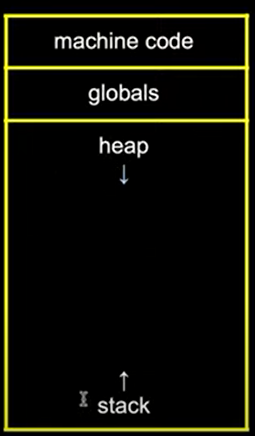 machine code
globals
heap
↓
↑
stack